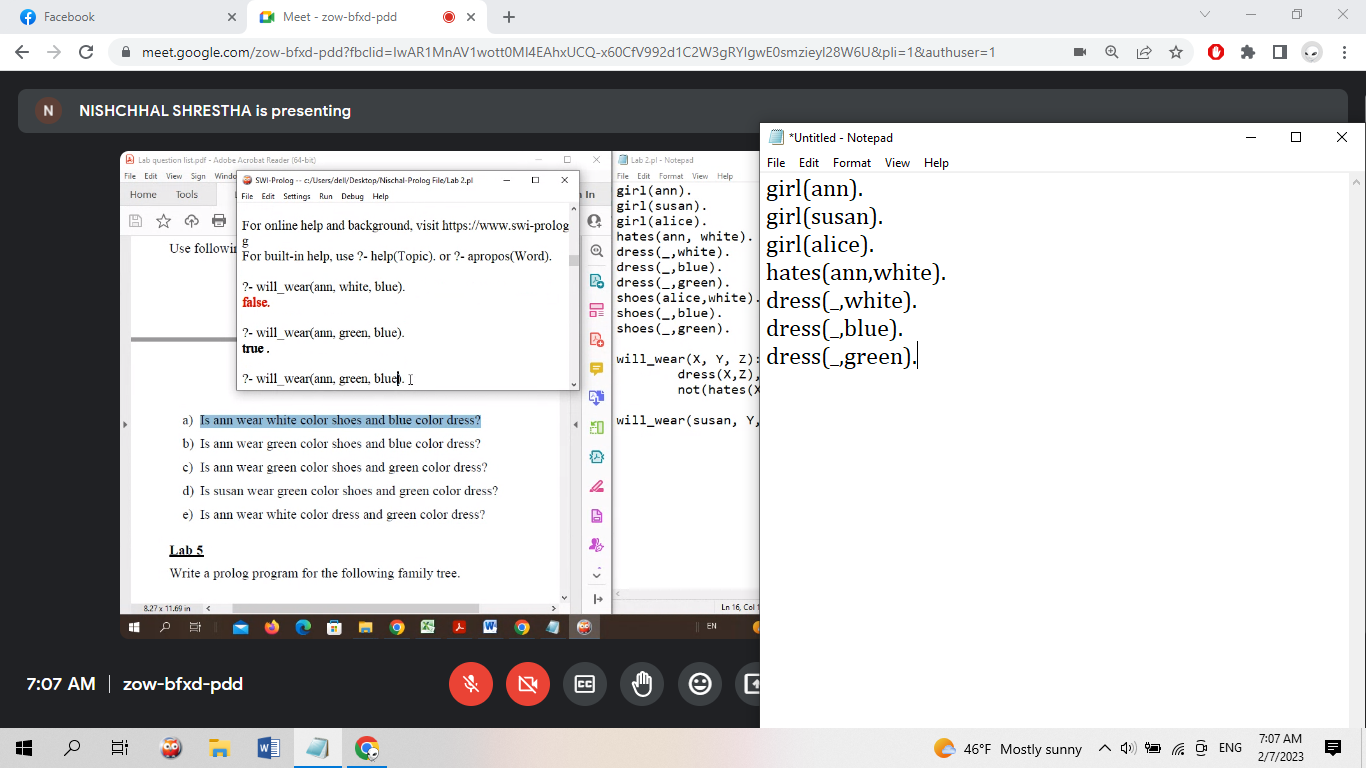 Facebook
Meet - zow-bfxd-pdd
meet.google.com/zow-bfxd-pdd?fbclid=IwAR1MnAV1wott0MI4EAhxUCQ-x60CfV992d1C2W3gRYIgwE0smzieyl28W6U&pli=1&authuser=1
N NISHCHHAL SHRESTHA is presenting
Lab question list.pdf - Adobe Acrobat Reader (64-bit)
File Edit View Sign Windo
Home Tools
n In
Use followin
SWI-Prolog -- c:/Users/dell/Desktop/Nischal-Prolog File/Lab 2.pl
File Edit Settings Run Debug Help
For online help and background, visit https://www.swi-prolog
g
For built-in help, use ?- help(Topic). or ?- apropos(Word).
?- will_wear(ann, white, blue).
false.
?- will_wear(ann, green, blue).
true .
?- will_wear(ann, green, blue).
a) Is ann wear white color shoes and blue color dress?
b) Is ann wear green color shoes and blue color dress?
c) Is ann wear green color shoes and green color dress?
d) Is susan wear green color shoes and green color dress?
e) Is ann wear white color dress and green color dress?
Lab 5
Write a prolog program for the following family tree.
8.27 x 11.69 in
Lab 2.pl - Notepad
File Edit Format View Help
girl(ann).
girl(susan).
girl(alice).
hates(ann, white).
dress(_,white).
dress(_,blue).
dress(_,green).
shoes(alice,white).
shoes(_,blue).
shoes(_,green).
will_wear(X, Y, Z):
dress(X,Z),
not(hates(X
will_wear(susan, Y,
Ln 16, Col 1
EN
*Untitled - Notepad
File Edit Format View Help
girl(ann).
girl(susan).
girl(alice).
hates(ann,white).
dress(_,white).
dress(_,blue).
dress(_,green).
7:07 AM | zow-bfxd-pdd
46°F Mostly sunny
ENG
7:07 AM
2/7/2023